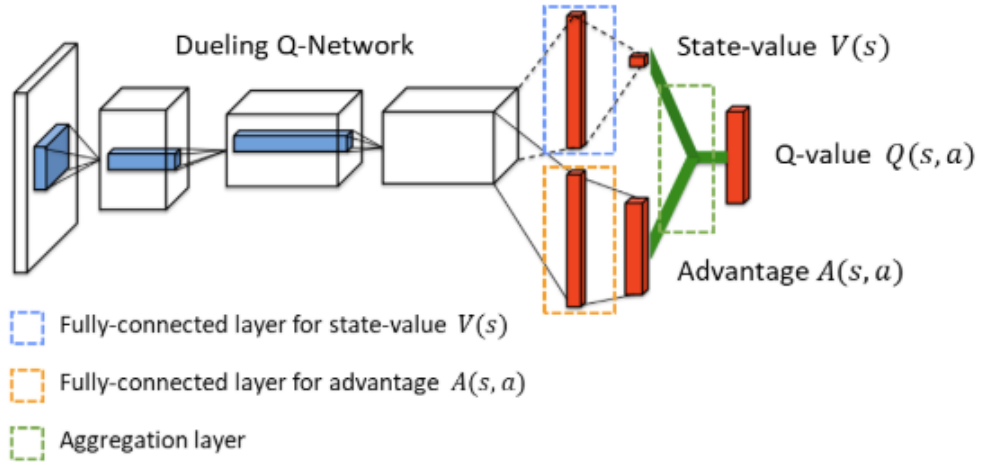 Dueling Q-Network
State-value V(s)
Q-value Q(s, a)
Advantage A(s, a)
Fully-connected layer for state-value V(s)
Fully-connected layer for advantage A(s, a)
Aggregation layer